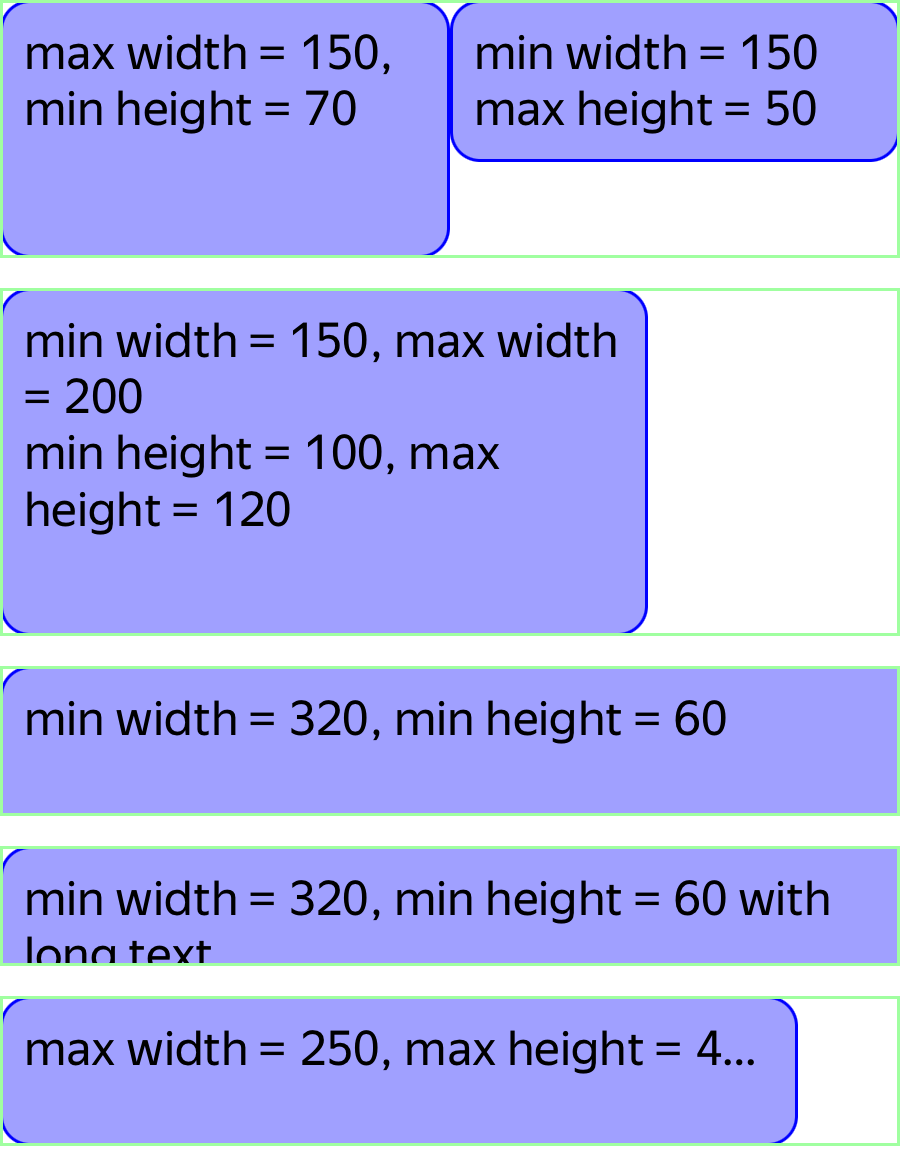 max width = 150,
min height = 70
min width = 150
max height = 50
min width = 150, max width
= 200
min height = 100, max
height = 120
min width = 320, min height = 60
min width = 320, min height = 60 with
long text
max width = 250, max height = 4...